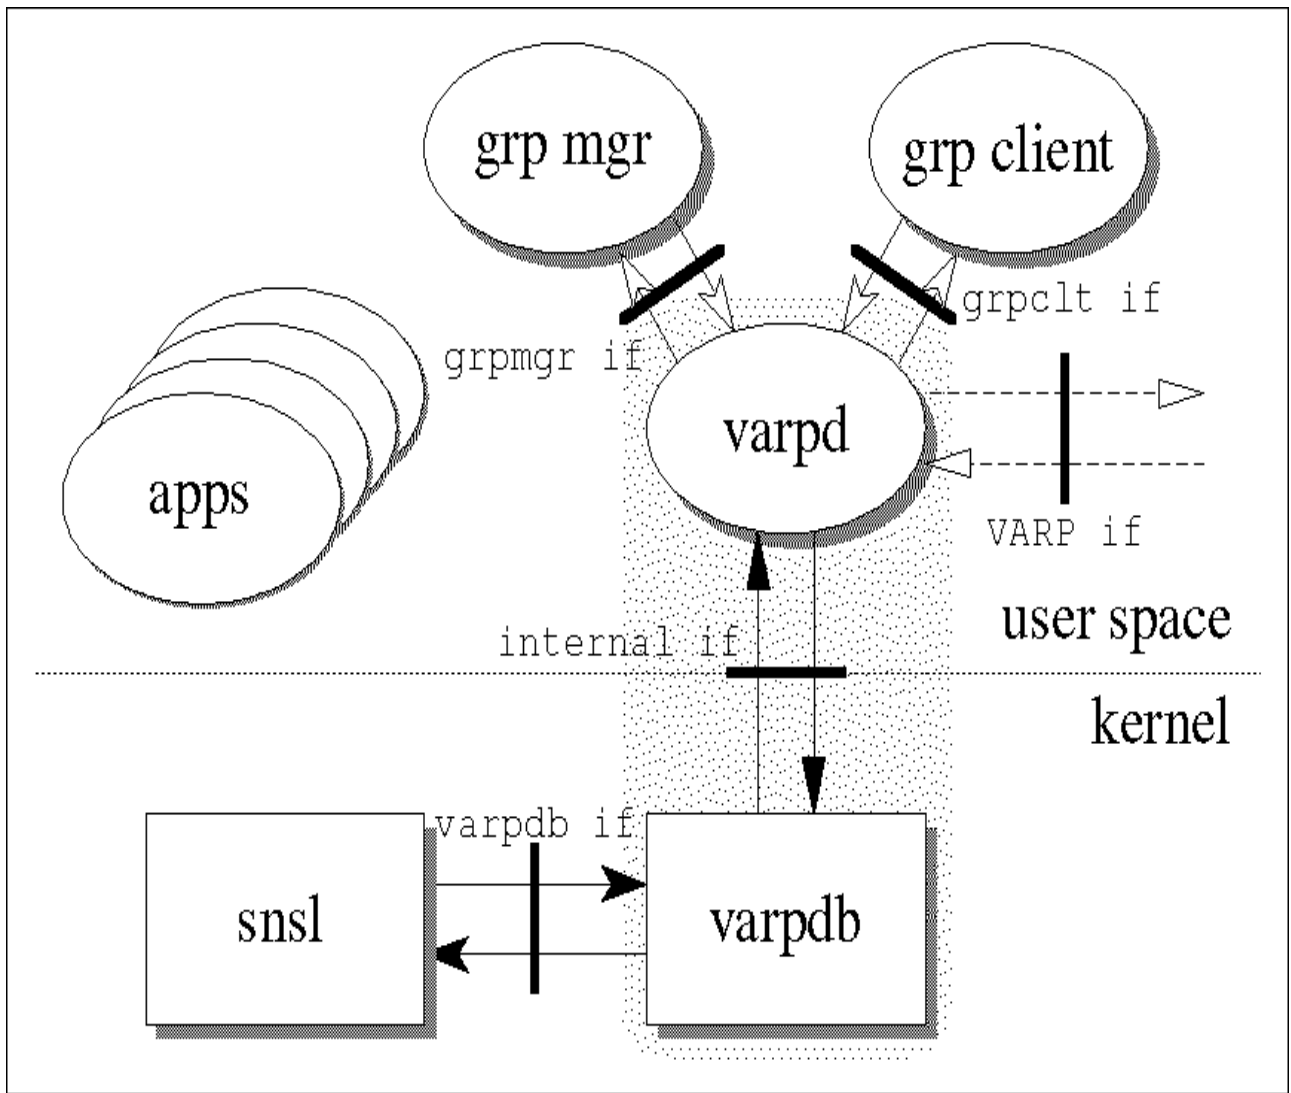 grp mgr
grp client
grpclt if
grpmgr if
varpd
apps
VARP if
user space
internal if
kernel
varpdb if
snsl
varpdb